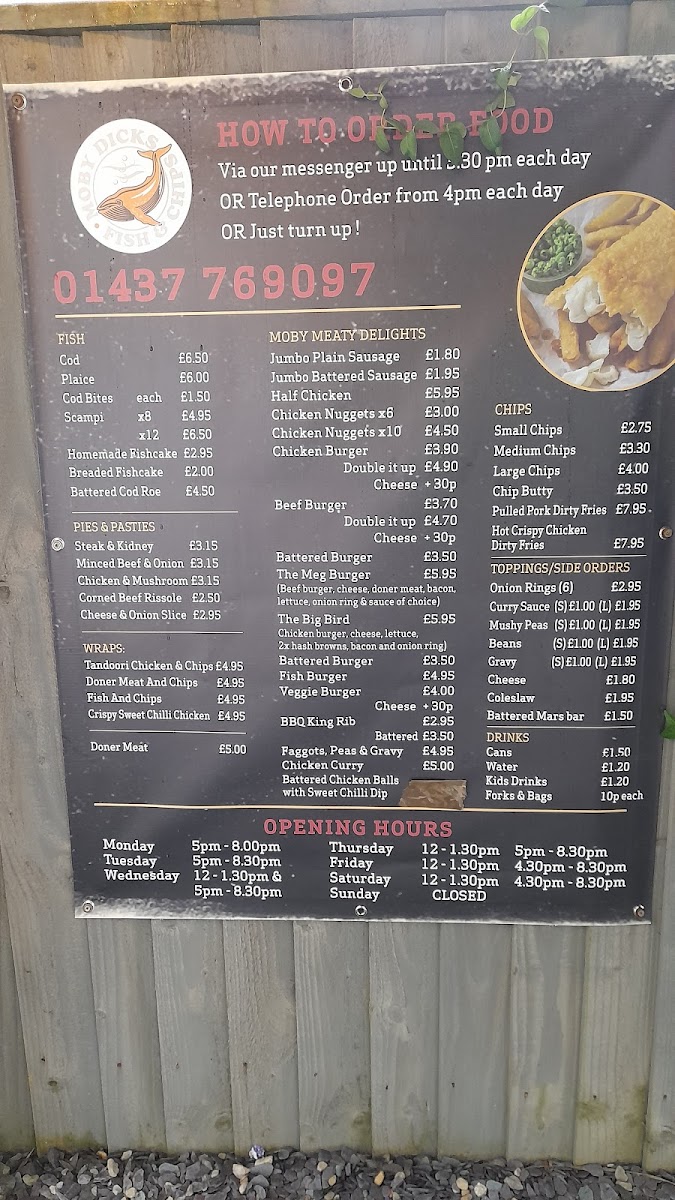 MOBY DICKS FISH & CHIPS
HOW TO ORDER FOOD
Via our messenger up until .30 pm each day
OR Telephone Order from 4pm each day
OR Just turn up !
01437 769097
FISH
Cod £6.50
Plaice £6.00
Cod Bites each £1.50
Scampi x8 £4.95
x12 £6.50
Homemade Fishcake £2.95
Breaded Fishcake £2.00
Battered Cod Roe £4.50
PIES & PASTIES
Steak & Kidney £3.15
Minced Beef & Onion £3.15
Chicken & Mushroom £3.15
Corned Beef Rissole £2.50
Cheese & Onion Slice £2.95
WRAPS:
Tandoori Chicken & Chips £4.95
Doner Meat And Chips £4.95
Fish And Chips £4.95
Crispy Sweet Chilli Chicken £4.95
Doner Meat £5.00
MOBY MEATY DELIGHTS
Jumbo Plain Sausage £1.80
Jumbo Battered Sausage £1.95
Half Chicken £5.95
Chicken Nuggets x6 £3.00
Chicken Nuggets x10 £4.50
Chicken Burger £3.90
Double it up £4.90
Cheese + 30p
Beef Burger £3.70
Double it up £4.70
Cheese + 30p
Battered Burger £3.50
The Meg Burger £5.95
(Beef burger, cheese, doner meat, bacon,
lettuce, onion ring & sauce of choice)
The Big Bird £5.95
Chicken burger, cheese, lettuce,
2x hash browns, bacon and onion ring)
Battered Burger £3.50
Fish Burger £4.95
Veggie Burger £4.00
Cheese + 30p
BBQ King Rib £2.95
Battered £3.50
Faggots, Peas & Gravy £4.95
Chicken Curry £5.00
Battered Chicken Balls
with Sweet Chilli Dip
CHIPS
Small Chips £2.75
Medium Chips £3.30
Large Chips £4.00
Chip Butty £3.50
Pulled Pork Dirty Fries £7.95
Hot Crispy Chicken
Dirty Fries £7.95
TOPPINGS/SIDE ORDERS
Onion Rings (6) £2.95
Curry Sauce (S) £1.00 (L) £1.95
Mushy Peas (S) £1.00 (L) £1.95
Beans (S) £1.00 (L) £1.95
Gravy (S) £1.00 (L) £1.95
Cheese £1.80
Coleslaw £1.95
Battered Mars bar £1.50
DRINKS
Cans £1.50
Water £1.20
Kids Drinks £1.20
Forks & Bags 10p each
OPENING HOURS
Monday 5pm - 8.00pm
Tuesday 5pm - 8.30pm
Wednesday 12 - 1.30pm &
5pm - 8.30pm
Thursday 12 - 1.30pm 5pm - 8.30pm
Friday 12 - 1.30pm 4.30pm - 8.30pm
Saturday 12 - 1.30pm 4.30pm - 8.30pm
Sunday CLOSED